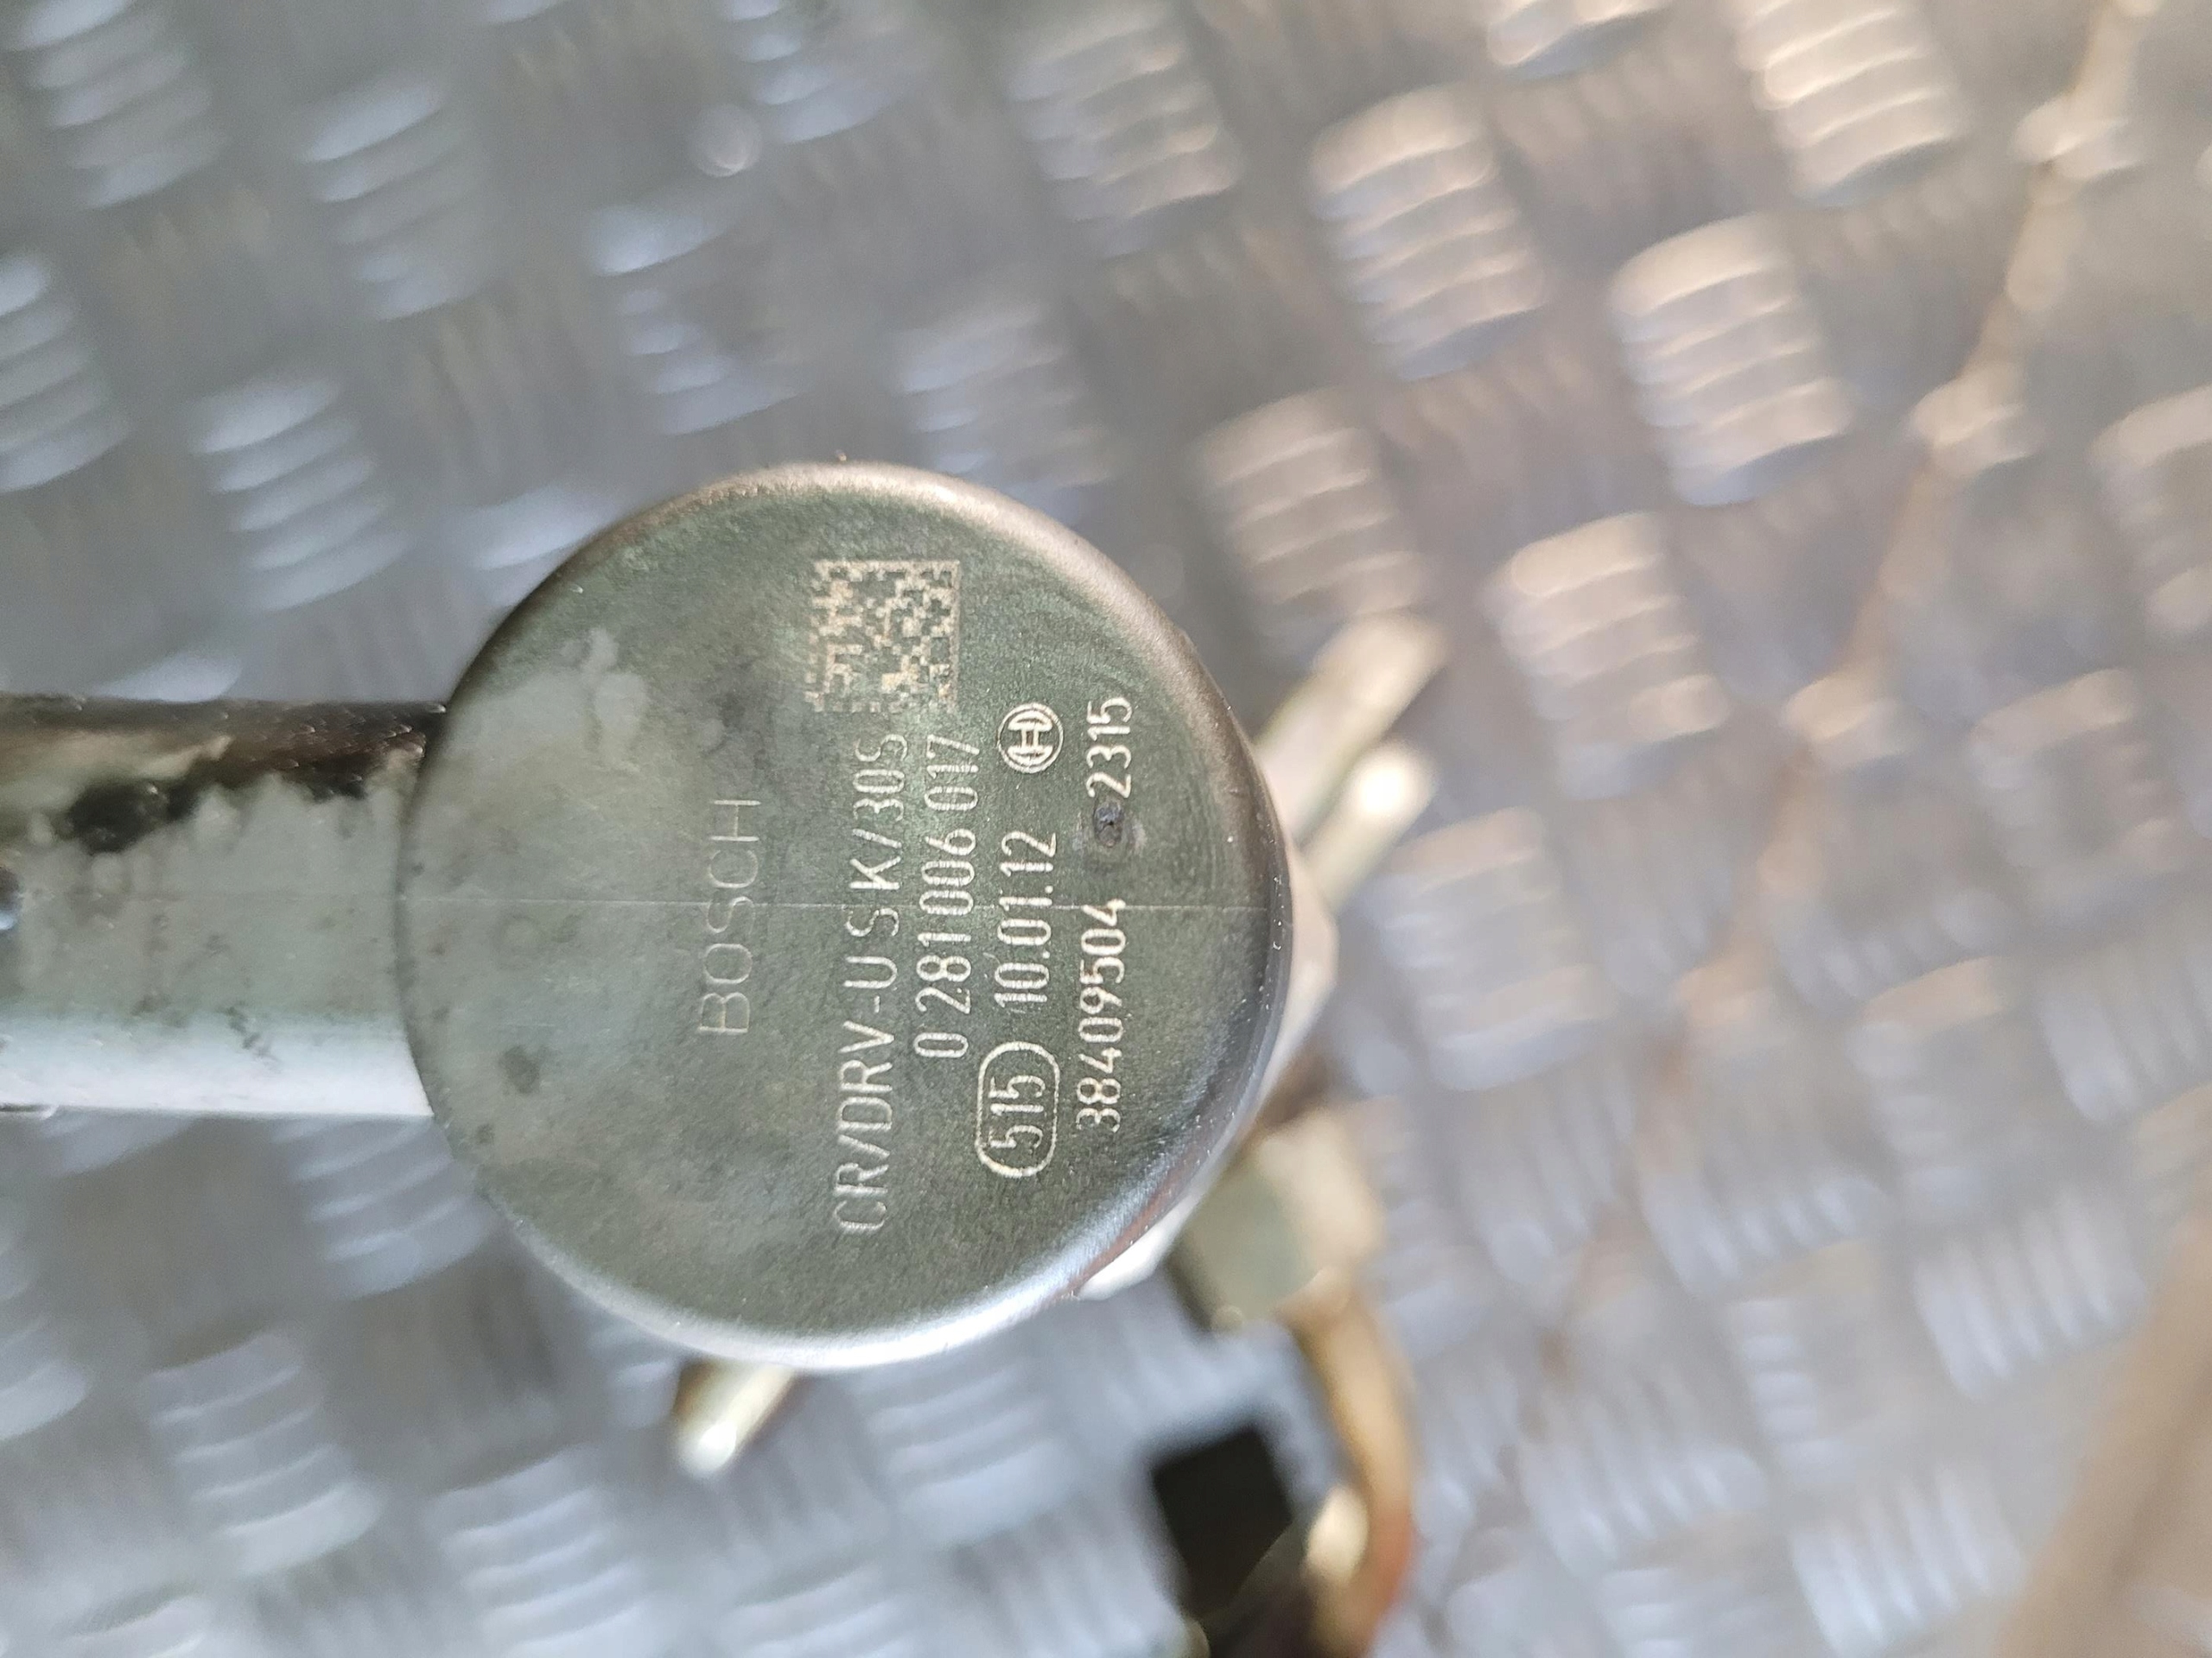 BOSCH
CR/DRV-U S K/30S
0 281 006 017
515 10.01.12
38409504 2315